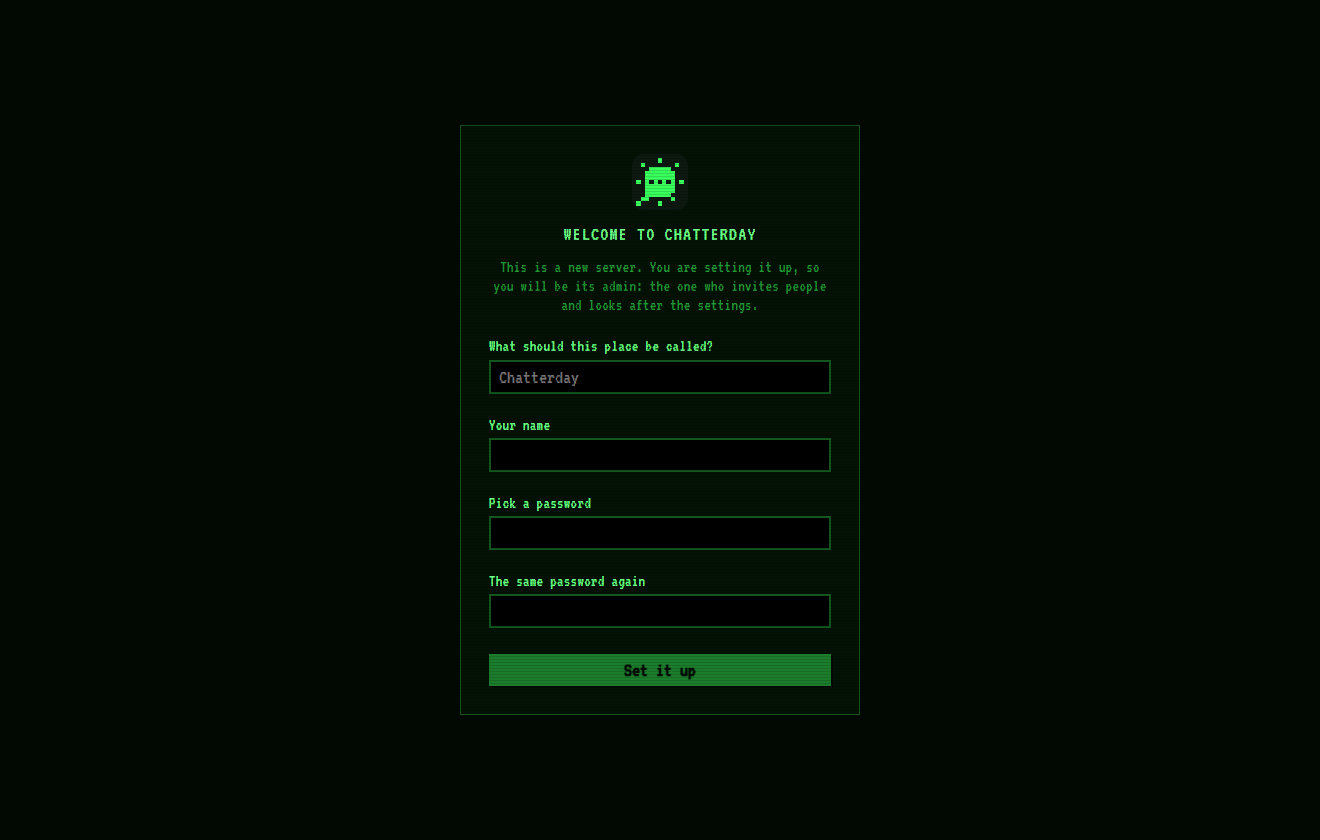 WELCOME TO CHATTERDAY
This is a new server. You are setting it up, so
you will be its admin: the one who invites people
and looks after the settings.
What should this place be called?
Chatterday
Your name
Pick a password
The same password again
Set it up